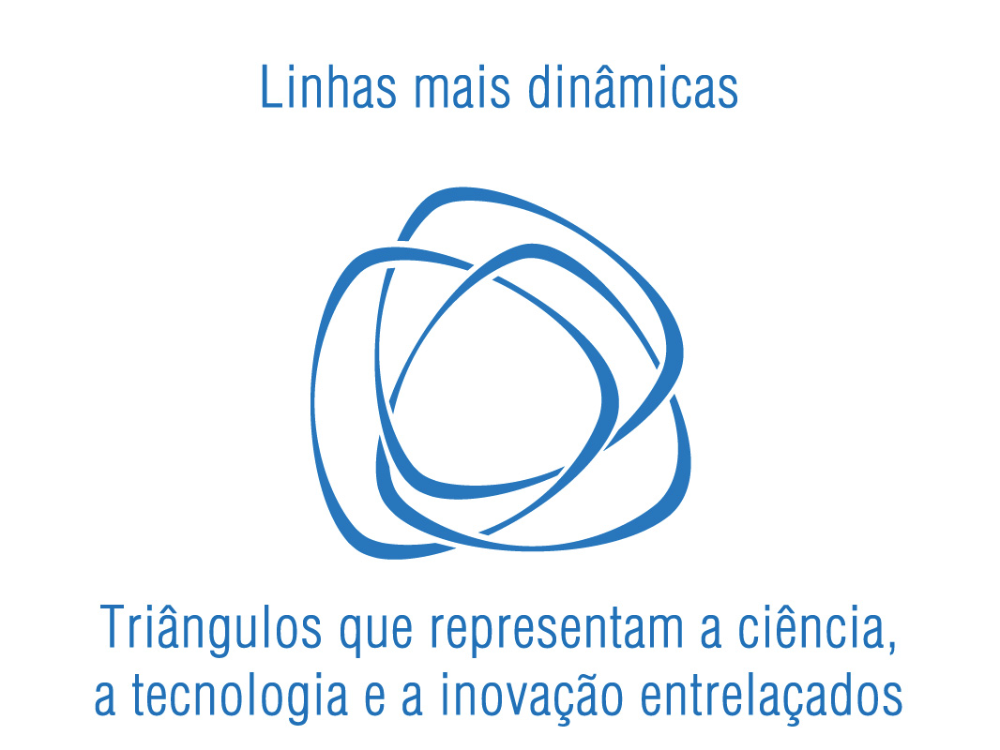 Linhas mais dinâmicas
Triângulos que representam a ciência,
a tecnologia e a inovação entrelaçados